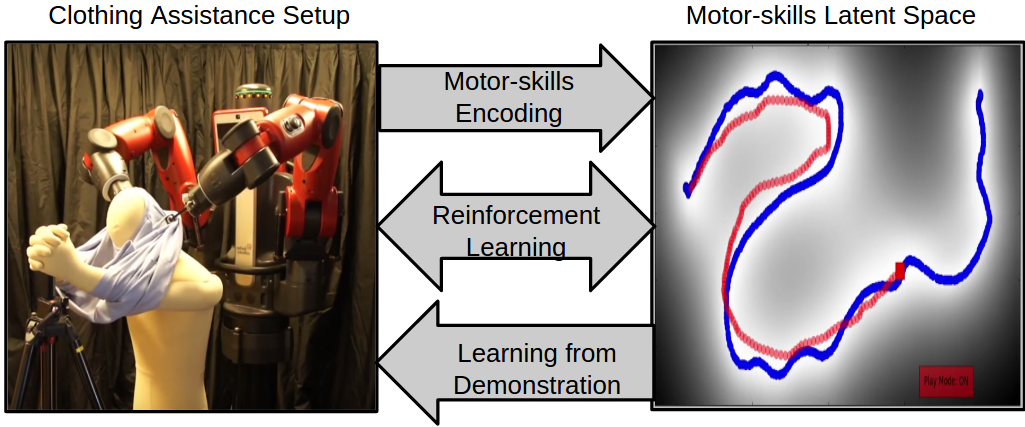 Clothing Assistance Setup
Motor-skills Latent Space
Motor-skills
Encoding
Reinforcement
Learning
Learning from
Demonstration
Play Mode: ON